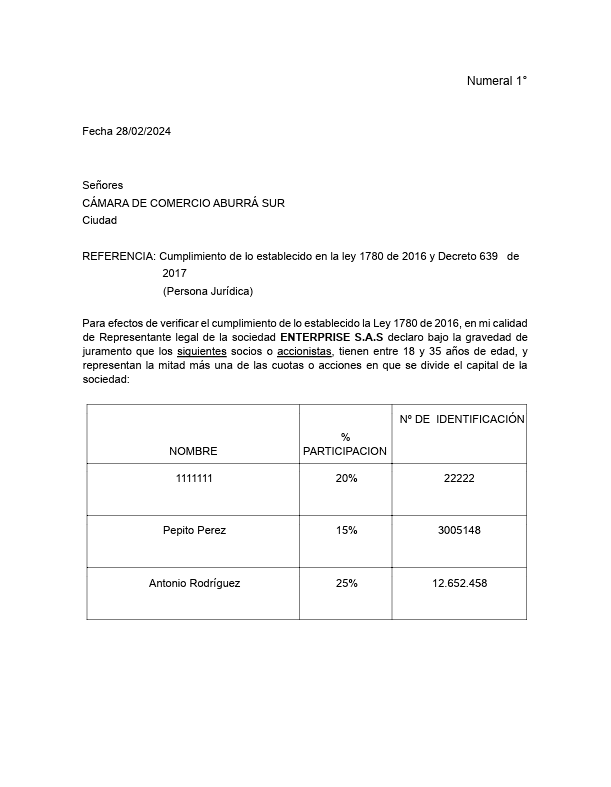 Numeral 1°
Fecha 28/02/2024
Señores
CÁMARA DE COMERCIO ABURRÁ SUR
Ciudad
REFERENCIA: Cumplimiento de lo establecido en la ley 1780 de 2016 y Decreto 639 de
2017
(Persona Jurídica)
Para efectos de verificar el cumplimiento de lo establecido la Ley 1780 de 2016, en mi calidad
de Representante legal de la sociedad ENTERPRISE S.A.S declaro bajo la gravedad de
juramento que los siguientes socios o accionistas, tienen entre 18 y 35 años de edad, y
representan la mitad más una de las cuotas o acciones en que se divide el capital de la
sociedad:
NOMBRE % PARTICIPACION Nº DE IDENTIFICACIÓN
1111111 20% 22222
Pepito Perez 15% 3005148
Antonio Rodríguez 25% 12.652.458